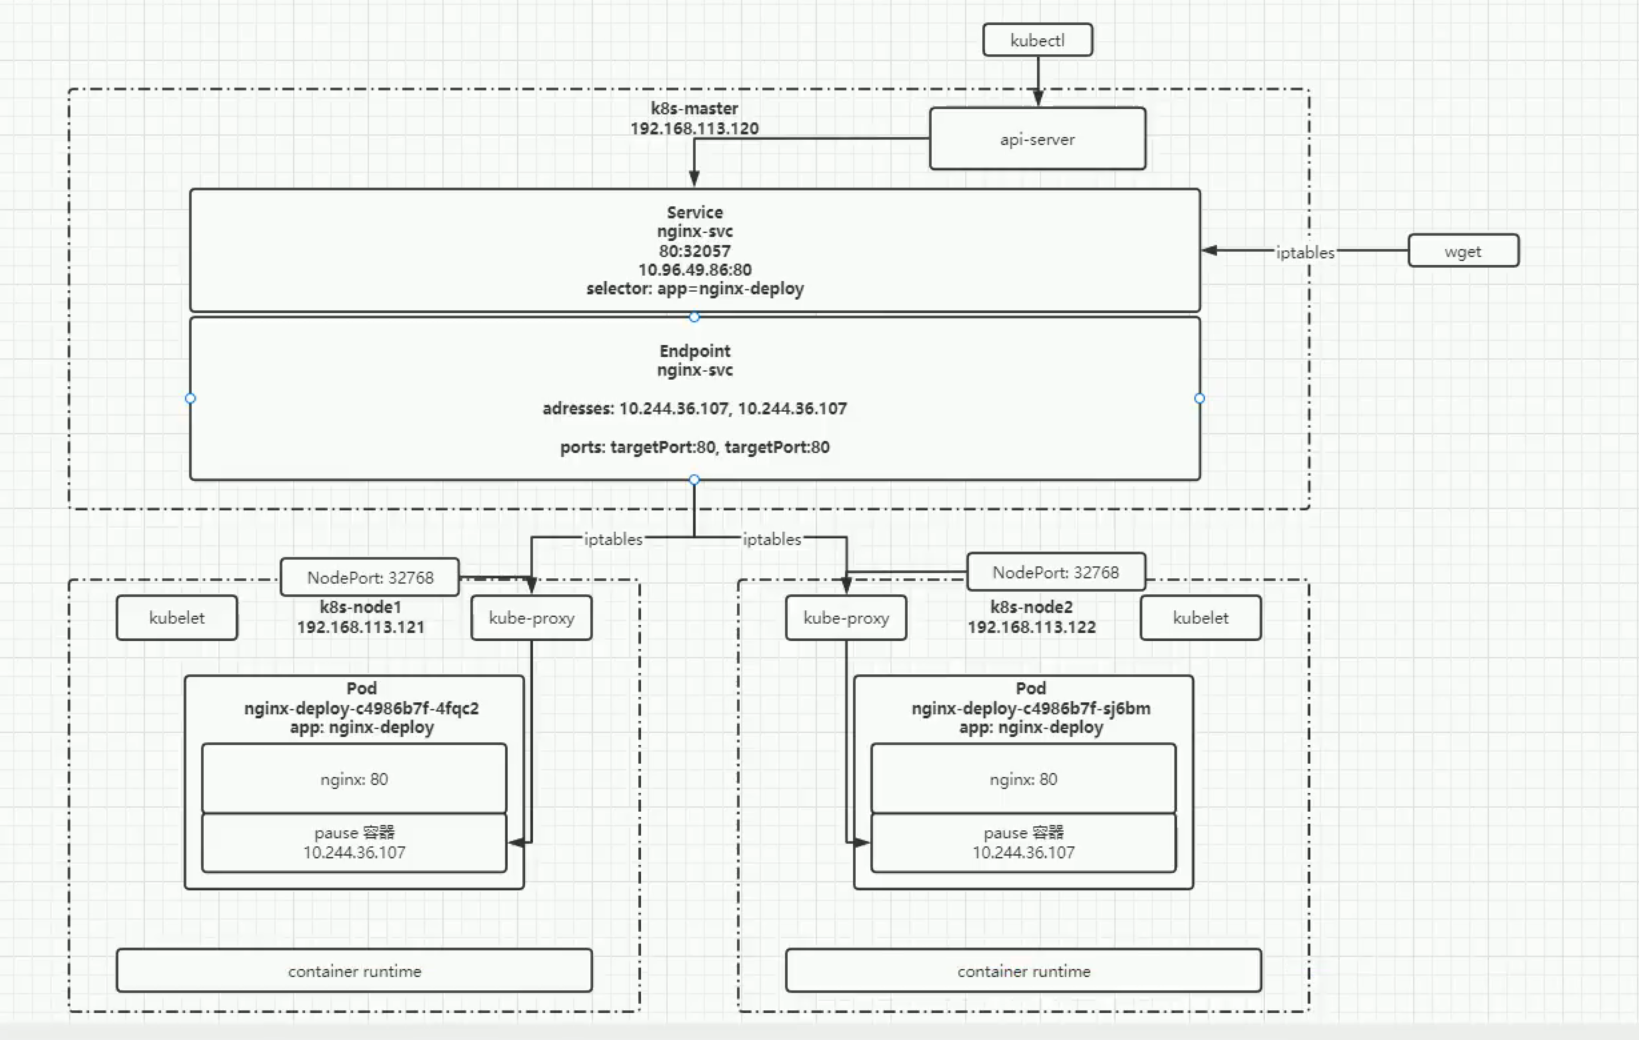 kubectl
k8s-master
192.168.113.120
api-server
Service
nginx-svc
80:32057
10.96.49.86:80
selector: app=nginx-deploy
iptables
wget
Endpoint
nginx-svc
adresses: 10.244.36.107, 10.244.36.107
ports: targetPort:80, targetPort:80
iptables
iptables
NodePort: 32768
kubelet
k8s-node1
192.168.113.121
kube-proxy
Pod
nginx-deploy-c4986b7f-4fqc2
app: nginx-deploy
nginx: 80
pause 容器
10.244.36.107
container runtime
NodePort: 32768
kube-proxy
k8s-node2
192.168.113.122
kubelet
Pod
nginx-deploy-c4986b7f-sj6bm
app: nginx-deploy
nginx: 80
pause 容器
10.244.36.107
container runtime